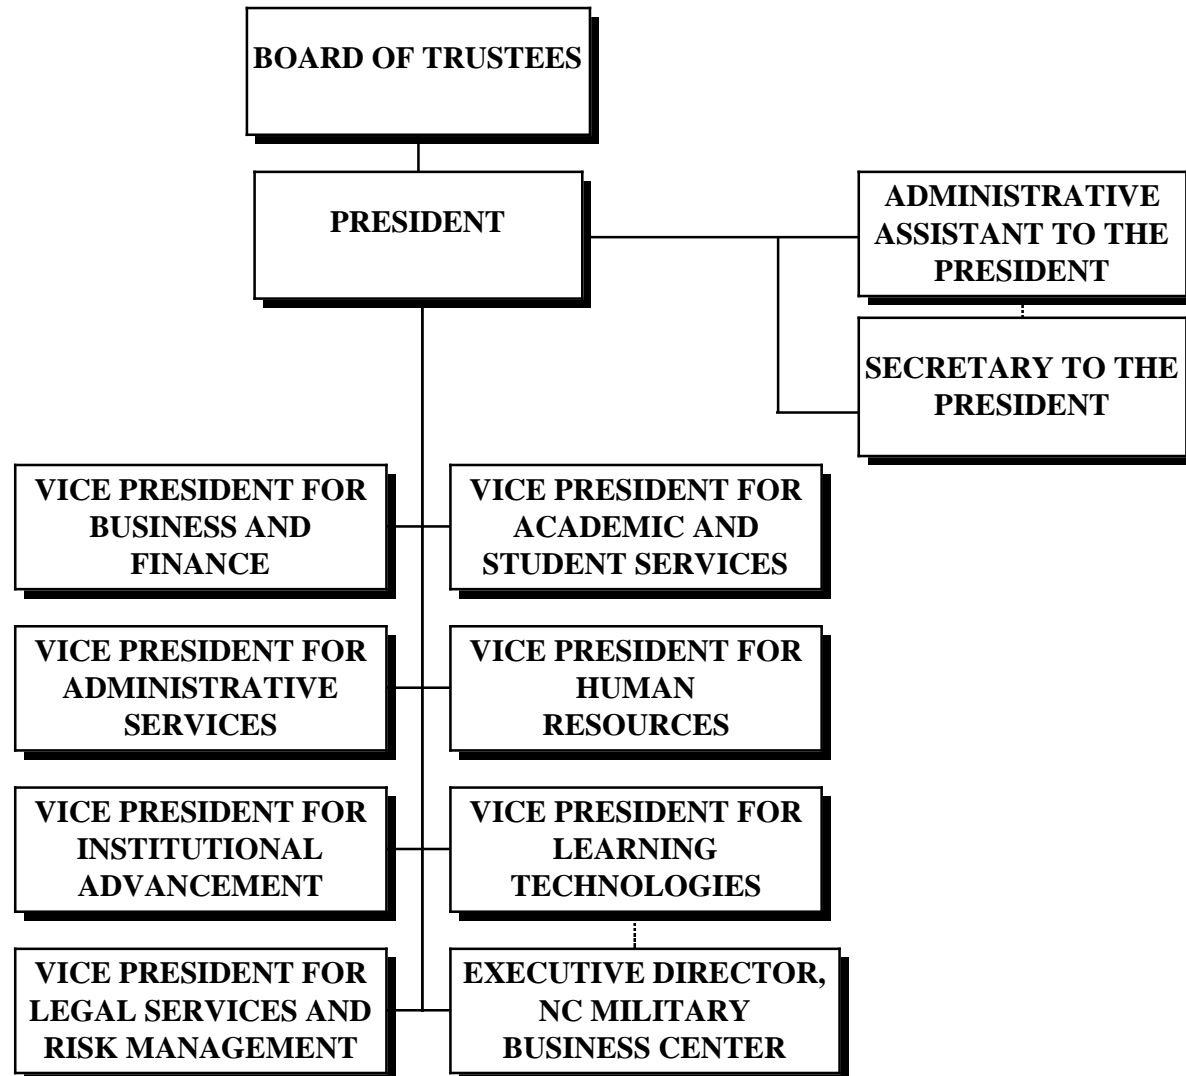 BOARD OF TRUSTEES
PRESIDENT
ADMINISTRATIVE
ASSISTANT TO THE
PRESIDENT
SECRETARY TO THE
PRESIDENT
VICE PRESIDENT FOR
BUSINESS AND
FINANCE
VICE PRESIDENT FOR
ACADEMIC AND
STUDENT SERVICES
VICE PRESIDENT FOR
ADMINISTRATIVE
SERVICES
VICE PRESIDENT FOR
HUMAN
RESOURCES
VICE PRESIDENT FOR
INSTITUTIONAL
ADVANCEMENT
VICE PRESIDENT FOR
LEARNING
TECHNOLOGIES
VICE PRESIDENT FOR
LEGAL SERVICES AND
RISK MANAGEMENT
EXECUTIVE DIRECTOR,
NC MILITARY
BUSINESS CENTER